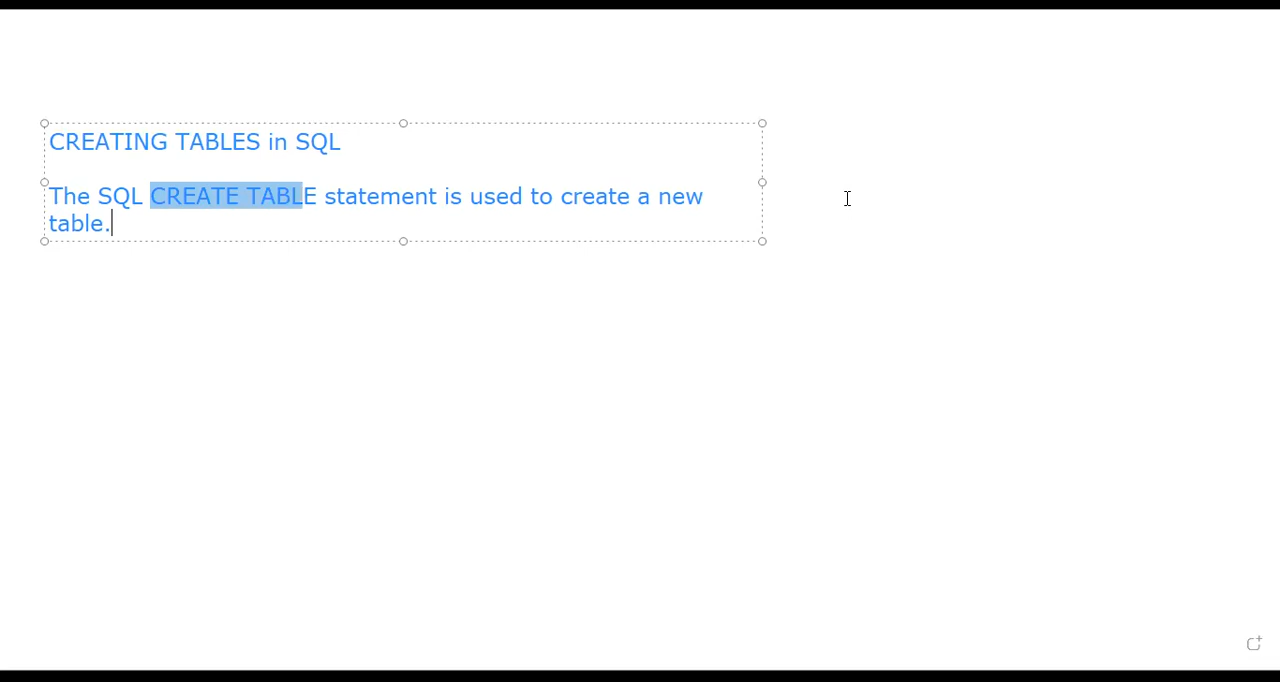 CREATING TABLES in SQL
The SQL CREATE TABLE statement is used to create a new
table.